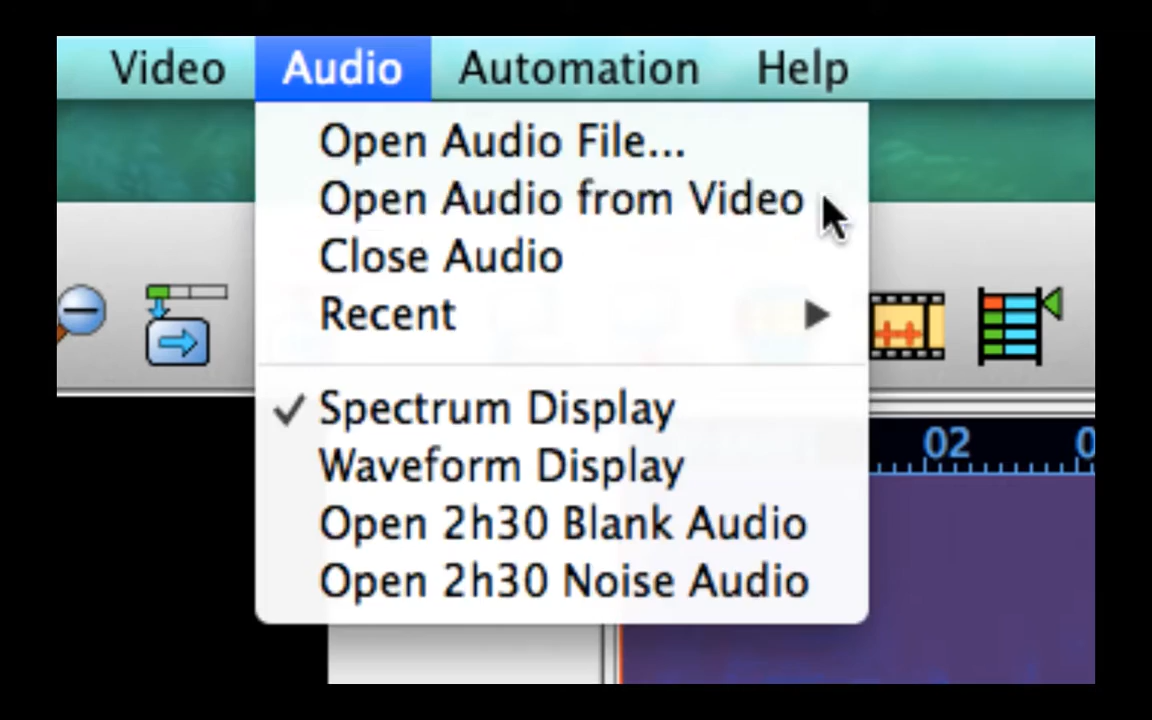 Video Audio Automation Help
Open Audio File...
Open Audio from Video
Close Audio
Recent
Spectrum Display
02 0
Waveform Display
Open 2h30 Blank Audio
Open 2h30 Noise Audio